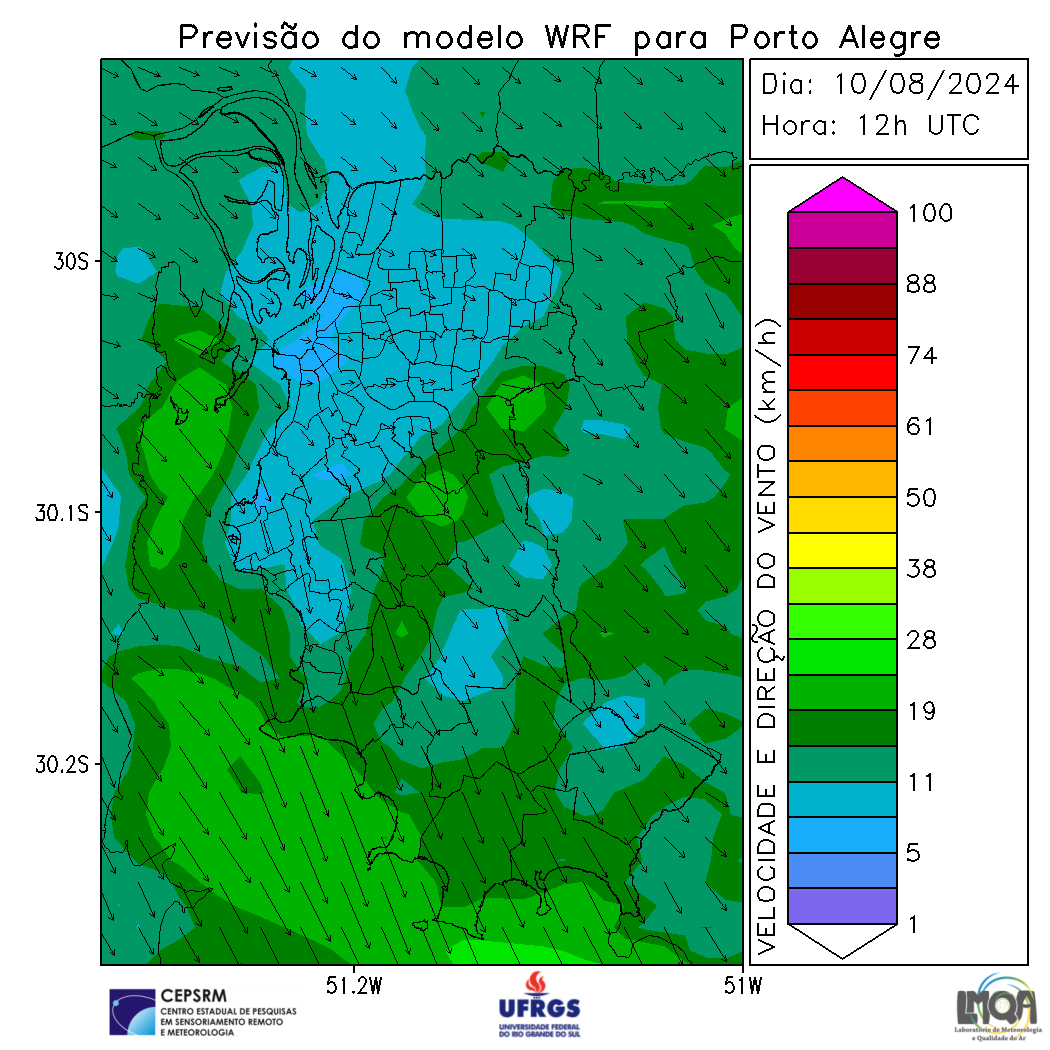 Previsão do modelo WRF para Porto Alegre
Dia: 10/08/2024
Hora: 12h UTC
30S
30.1S
30.2S
51.2W
51W
VELOCIDADE E DIREÇÃO DO VENTO (km/h)
100
88
74
61
50
38
28
19
11
5
1
CEPSRM
CENTRO ESTADUAL DE PESQUISAS
EM SENSORIAMENTO REMOTO
E METEOROLOGIA
UFRGS
UNIVERSIDADE FEDERAL
DO RIO GRANDE DO SUL
LMQA
Laboratório de Meteorologia
e Qualidade do Ar